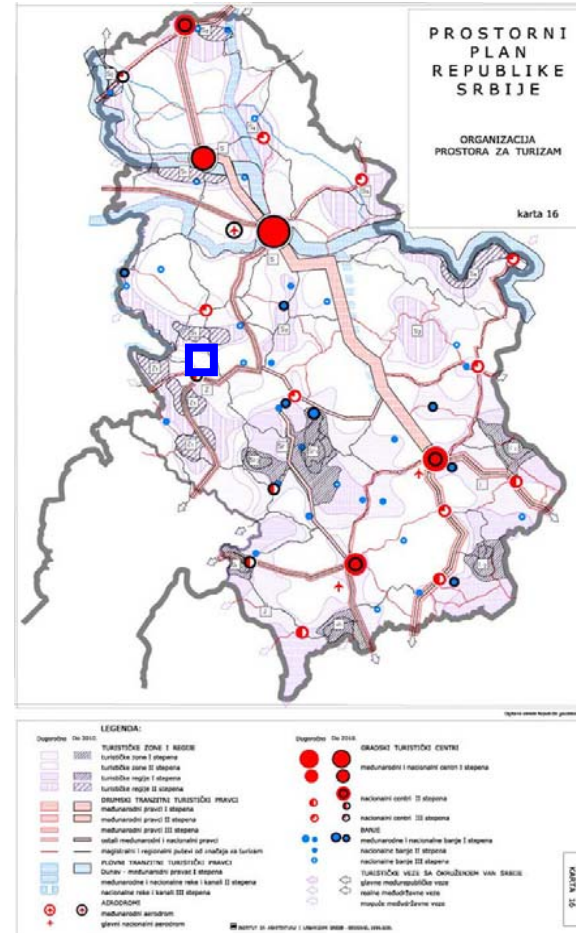 PROSTORNI
PLAN
REPUBLIKE
SRBIJE
ORGANIZACIJA
PROSTORA ZA TURIZAM
karta 16
LEGENDA:
Dugoročno Do 2010.
TURISTIČKE ZONE I REGIJE
turističke zone I stepena
turističke zone II stepena
turističke regije I stepena
turističke regije II stepena
DRUMSKI TRANZITNI TURISTIČKI PRAVCI
međunarodni pravci I stepena
međunarodni pravci II stepena
međunarodni pravci III stepena
ostali međunarodni i nacionalni pravci
magistralni i regionalni putevi od značaja za turizam
PLOVNI TRANZITNI TURISTIČKI PRAVCI
Dunav - međunarodni pravac I stepena
međunarodne i nacionalne reke i kanali II stepena
nacionalne reke i kanali III stepena
AERODROMI
međunarodni aerodrom
glavni nacionalni aerodrom
Dugoročno Do 2010.
GRADSKI TURISTIČKI CENTRI
međunarodni i nacionalni centri I stepena
nacionalni centri II stepena
nacionalni centri III stepena
BANJE
međunarodne i nacionalne banje I stepena
nacionalne banje II stepena
nacionalne banje III stepena
TURISTIČKE VEZE SA OKRUŽENJEM VAN SRBIJE
glavne međurepubličke veze
realne međudržavne veze
moguće međudržavne veze
KARTA 16